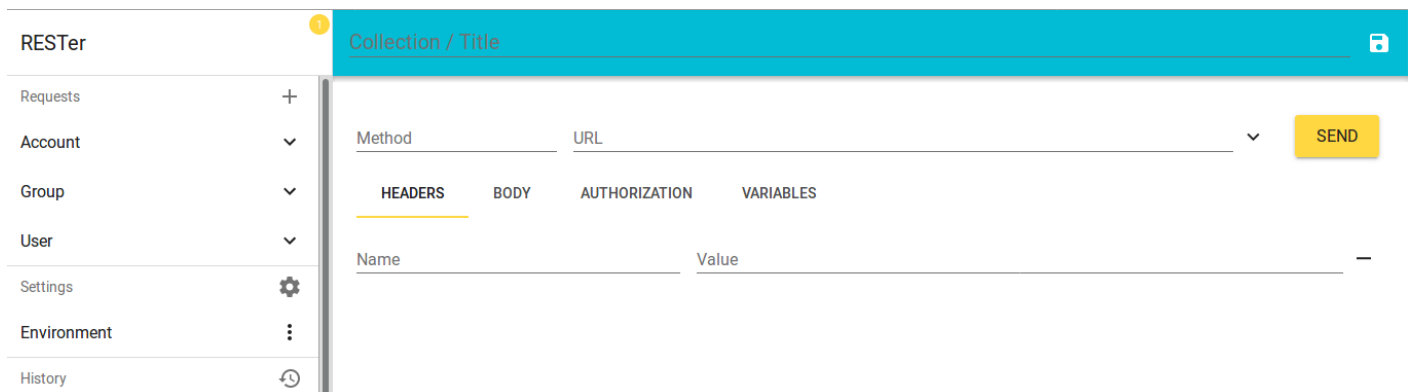 RESTer
1
Collection / Title
Requests
Account
Group
User
Settings
Environment
History
Method
URL
SEND
HEADERS BODY AUTHORIZATION VARIABLES
Name
Value